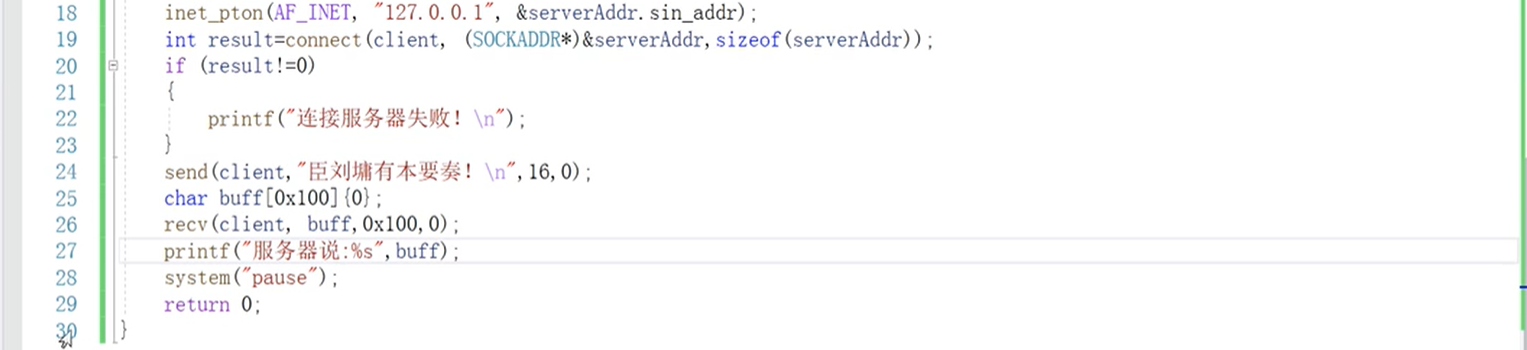 18 inet_pton(AF_INET, "127.0.0.1", &serverAddr.sin_addr);
19 int result=connect(client, (SOCKADDR*)&serverAddr,sizeof(serverAddr));
20 if (result!=0)
21 {
22 printf("连接服务器失败！\n");
23 }
24 send(client,"臣刘墉有本要奏！\n",16,0);
25 char buff[0x100]{0};
26 recv(client, buff,0x100,0);
27 printf("服务器说:%s",buff);
28 system("pause");
29 return 0;
30 }